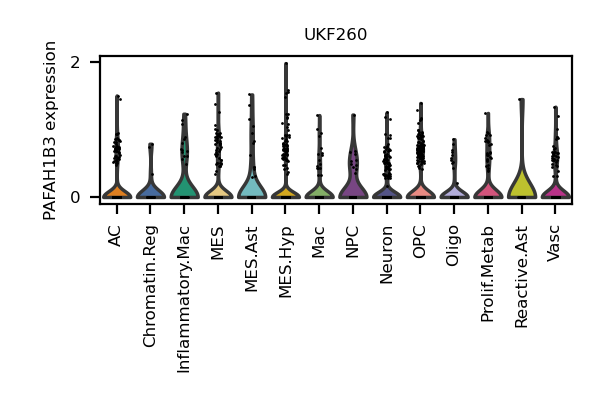 UKF260
PAFAH1B3 expression
2
0
AC
Chromatin.Reg
Inflammatory.Mac
MES
MES.Ast
MES.Hyp
Mac
NPC
Neuron
OPC
Oligo
Prolif.Metab
Reactive.Ast
Vasc